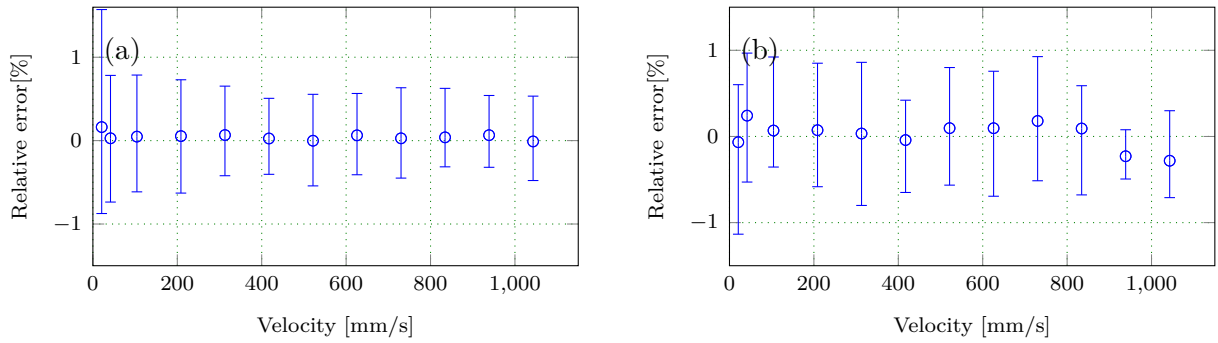 (a)
Relative error[%]
1
0
−1
0 200 400 600 800 1,000
Velocity [mm/s]
(b)
Relative error[%]
1
0
−1
0 200 400 600 800 1,000
Velocity [mm/s]